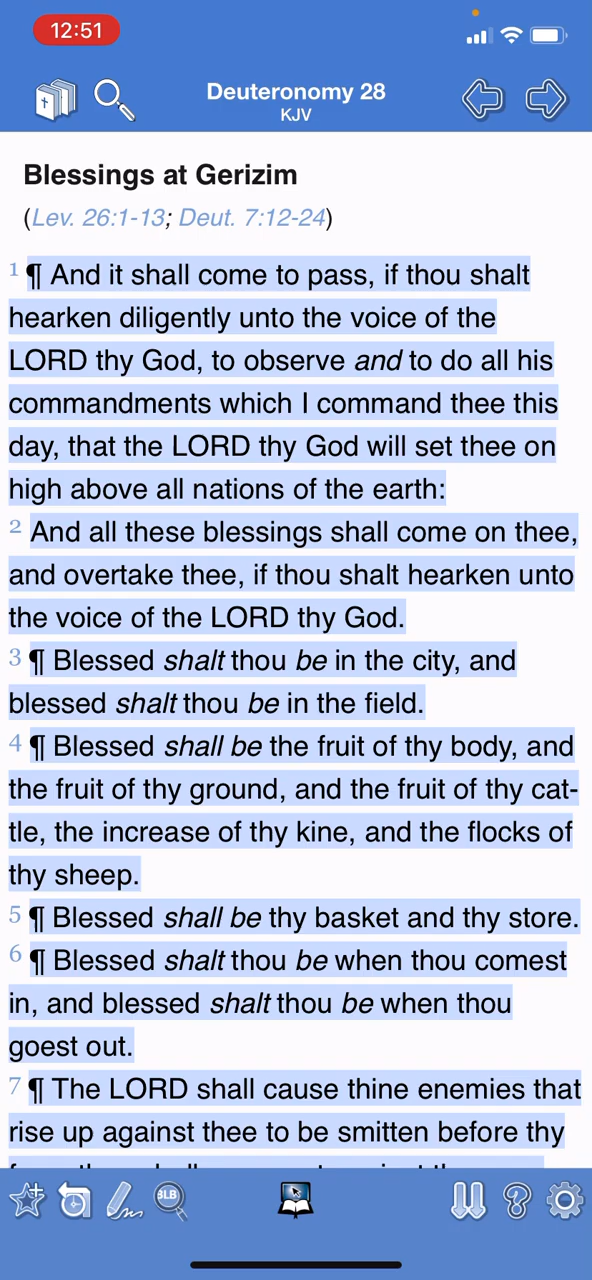 12:51
Deuteronomy 28
KJV
Blessings at Gerizim
(Lev. 26:1-13; Deut. 7:12-24)
1 ¶ And it shall come to pass, if thou shalt
hearken diligently unto the voice of the
LORD thy God, to observe and to do all his
commandments which I command thee this
day, that the LORD thy God will set thee on
high above all nations of the earth:
2 And all these blessings shall come on thee,
and overtake thee, if thou shalt hearken unto
the voice of the LORD thy God.
3 ¶ Blessed shalt thou be in the city, and
blessed shalt thou be in the field.
4 ¶ Blessed shall be the fruit of thy body, and
the fruit of thy ground, and the fruit of thy cat-
tle, the increase of thy kine, and the flocks of
thy sheep.
5 ¶ Blessed shall be thy basket and thy store.
6 ¶ Blessed shalt thou be when thou comest
in, and blessed shalt thou be when thou
goest out.
7 ¶ The LORD shall cause thine enemies that
rise up against thee to be smitten before thy
BLB